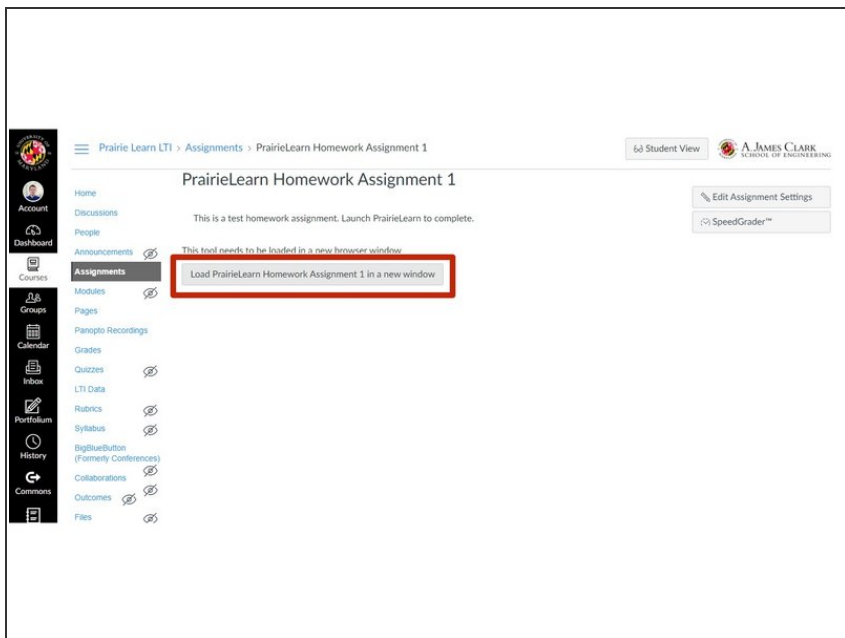 UNIVERSITY OF
MARYLAND
Prairie Learn LTI > Assignments > PrairieLearn Homework Assignment 1
Student View
A. JAMES CLARK
SCHOOL OF ENGINEERING
Account
Dashboard
Courses
Groups
Calendar
Inbox
Portfolium
History
Commons
Home
Discussions
People
Announcements
Assignments
Modules
Pages
Panopto Recordings
Grades
Quizzes
LTI Data
Rubrics
Syllabus
BigBlueButton
(Formerly Conferences)
Collaborations
Outcomes
Files
PrairieLearn Homework Assignment 1
This is a test homework assignment. Launch PrairieLearn to complete.
This tool needs to be loaded in a new browser window
Load PrairieLearn Homework Assignment 1 in a new window
Edit Assignment Settings
SpeedGrader™